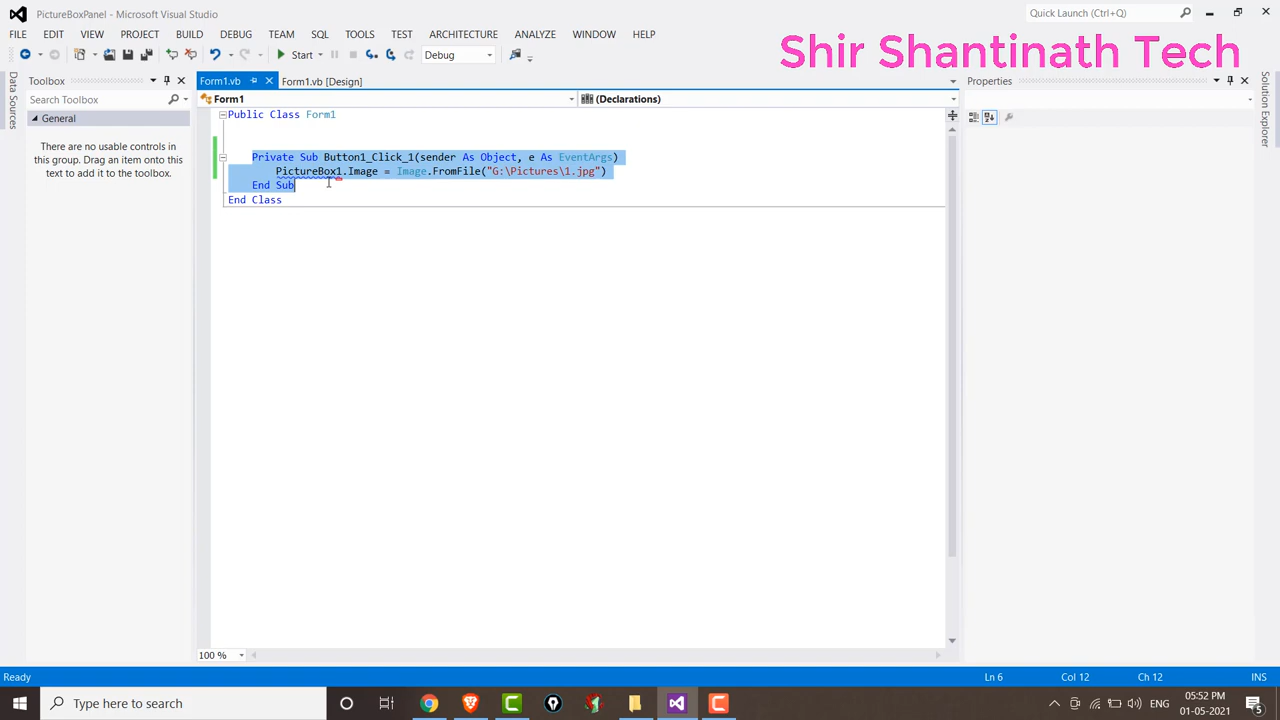 PictureBoxPanel - Microsoft Visual Studio
Quick Launch (Ctrl+Q)
FILE EDIT VIEW PROJECT BUILD DEBUG TEAM SQL TOOLS TEST ARCHITECTURE ANALYZE WINDOW HELP
Shir Shantinath Tech
Start Debug
Data Sources
Toolbox
Form1.vb
Form1.vb [Design]
Properties
Solution Explorer
Search Toolbox
Form1
(Declarations)
General
There are no usable controls in
this group. Drag an item onto this
text to add it to the toolbox.
Public Class Form1
Private Sub Button1_Click_1(sender As Object, e As EventArgs)
PictureBox1.Image = Image.FromFile("G:\Pictures\1.jpg")
End Sub
End Class
100 %
Ready
Ln 6
Col 12
Ch 12
INS
Type here to search
ENG
05:52 PM
01-05-2021
5